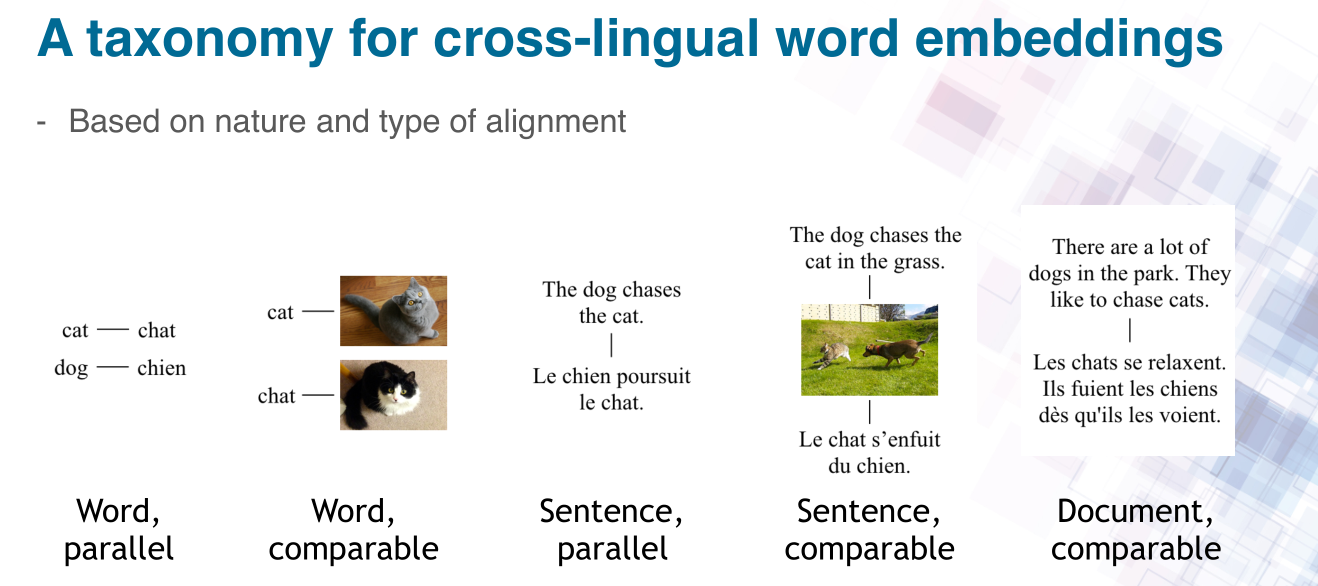 A taxonomy for cross-lingual word embeddings
- Based on nature and type of alignment
cat — chat
dog — chien
Word,
parallel
cat
chat
Word,
comparable
The dog chases
the cat.
Le chien poursuit
le chat.
Sentence,
parallel
The dog chases the
cat in the grass.
Le chat s’enfuit
du chien.
Sentence,
comparable
There are a lot of
dogs in the park. They
like to chase cats.
Les chats se relaxent.
Ils fuient les chiens
dès qu'ils les voient.
Document,
comparable